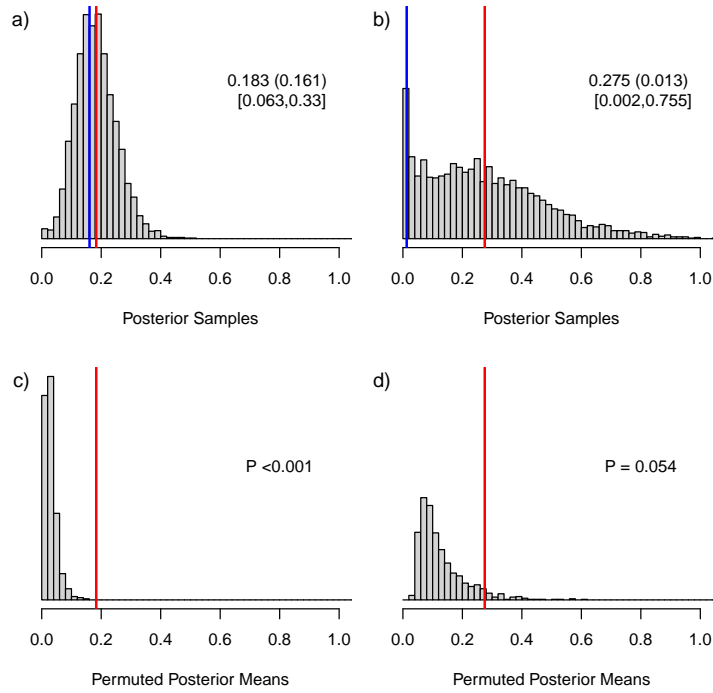 a)
0.183 (0.161)
[0.063,0.33]
0.0 0.2 0.4 0.6 0.8 1.0
Posterior Samples
b)
0.275 (0.013)
[0.002,0.755]
0.0 0.2 0.4 0.6 0.8 1.0
Posterior Samples
c)
P <0.001
0.0 0.2 0.4 0.6 0.8 1.0
Permuted Posterior Means
d)
P = 0.054
0.0 0.2 0.4 0.6 0.8 1.0
Permuted Posterior Means